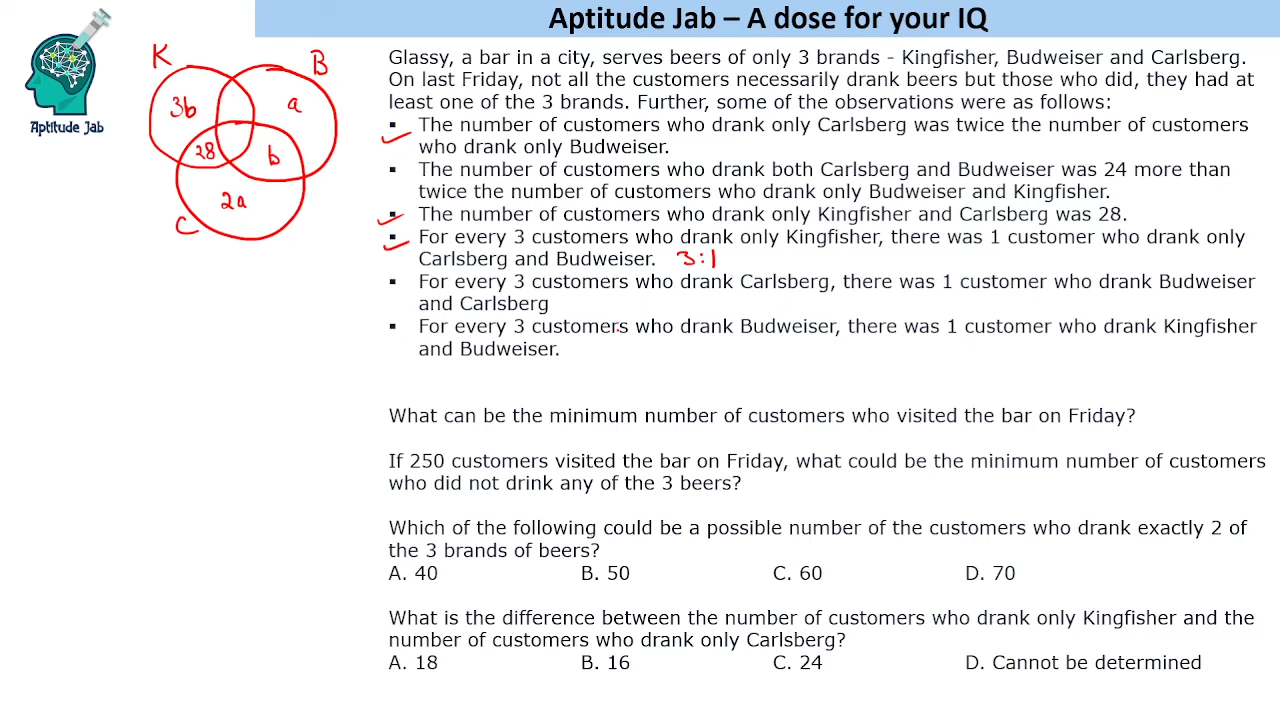 Aptitude Jab – A dose for your IQ
Aptitude Jab
K
B
3b
a
28
b
2a
C
Glassy, a bar in a city, serves beers of only 3 brands - Kingfisher, Budweiser and Carlsberg.
On last Friday, not all the customers necessarily drank beers but those who did, they had at
least one of the 3 brands. Further, some of the observations were as follows:
▪ The number of customers who drank only Carlsberg was twice the number of customers
who drank only Budweiser.
▪ The number of customers who drank both Carlsberg and Budweiser was 24 more than
twice the number of customers who drank only Budweiser and Kingfisher.
▪ The number of customers who drank only Kingfisher and Carlsberg was 28.
▪ For every 3 customers who drank only Kingfisher, there was 1 customer who drank only
Carlsberg and Budweiser. 3:1
▪ For every 3 customers who drank Carlsberg, there was 1 customer who drank Budweiser
and Carlsberg
▪ For every 3 customers who drank Budweiser, there was 1 customer who drank Kingfisher
and Budweiser.
What can be the minimum number of customers who visited the bar on Friday?
If 250 customers visited the bar on Friday, what could be the minimum number of customers
who did not drink any of the 3 beers?
Which of the following could be a possible number of the customers who drank exactly 2 of
the 3 brands of beers?
A. 40 B. 50 C. 60 D. 70
What is the difference between the number of customers who drank only Kingfisher and the
number of customers who drank only Carlsberg?
A. 18 B. 16 C. 24 D. Cannot be determined